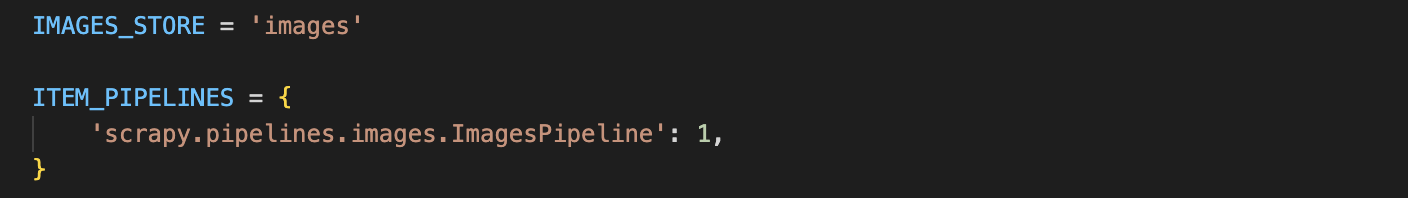 IMAGES_STORE = 'images'
ITEM_PIPELINES = {
    'scrapy.pipelines.images.ImagesPipeline': 1,
}